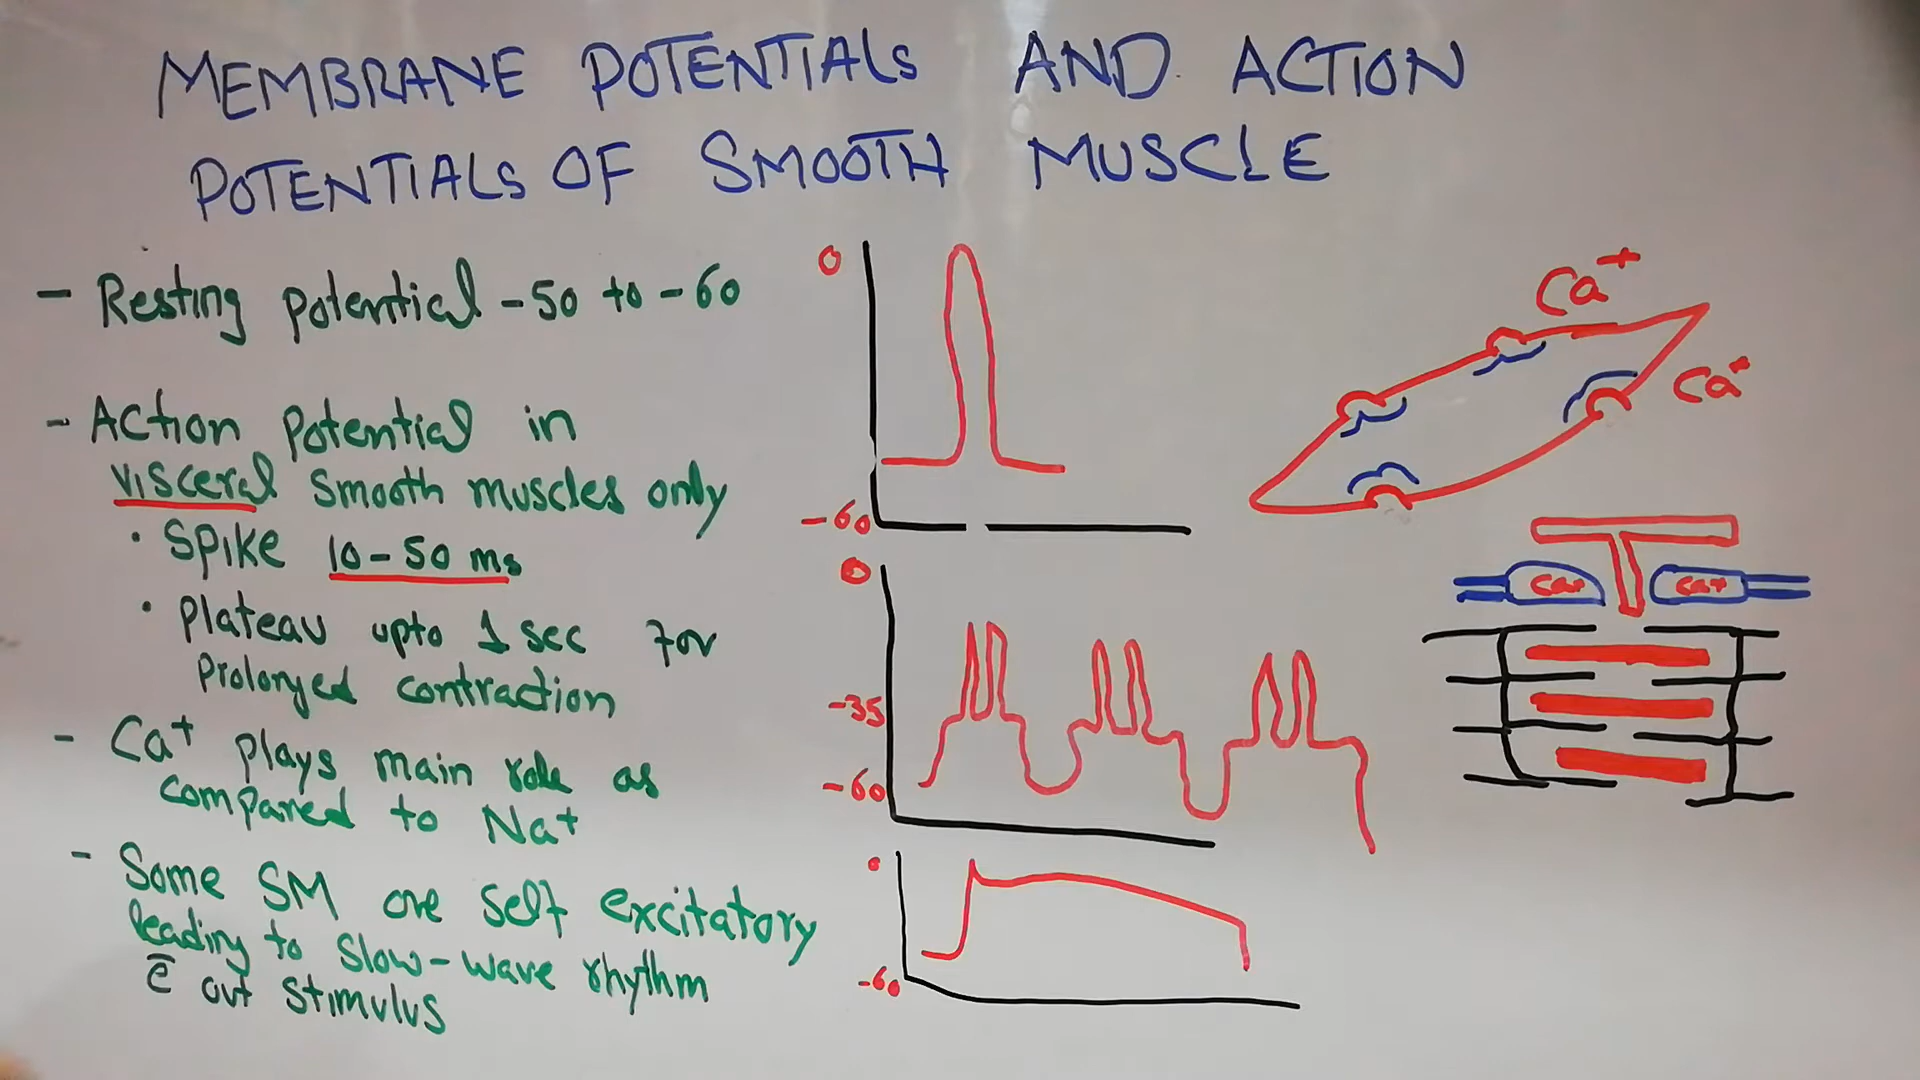 MEMBRANE POTENTIALS AND ACTION
POTENTIALS OF SMOOTH MUSCLE
- Resting potential -50 to -60
- Action potential in
visceral smooth muscles only
• Spike 10-50 ms
• Plateau upto 1 sec for
Prolonged contraction
- Ca+ plays main role as
compared to Na+
- Some SM are self excitatory
leading to slow-wave rhythm
c̄ out stimulus
0
-60
0
-35
-60
0
-60
Ca+
Ca+
Ca+
Ca+